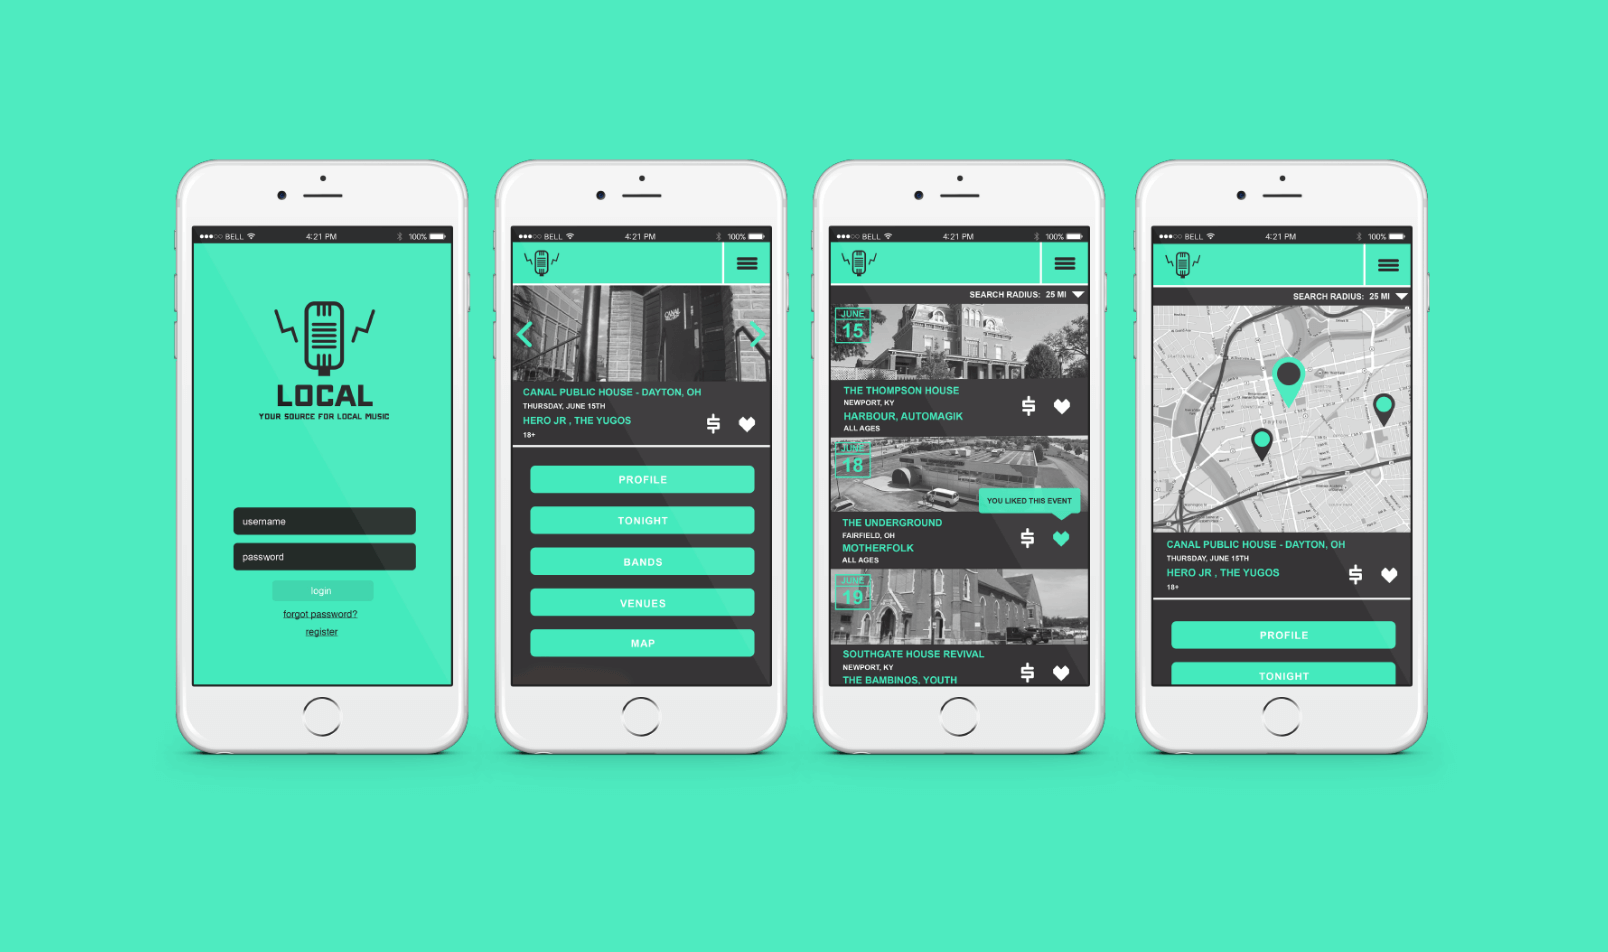 BELL 4:21 PM 100%
LOCAL
YOUR SOURCE FOR LOCAL MUSIC
username
password
login
forgot password?
register
BELL 4:21 PM 100%
CANAL
CANAL PUBLIC HOUSE - DAYTON, OH
THURSDAY, JUNE 15TH
HERO JR , THE YUGOS
18+
PROFILE
TONIGHT
BANDS
VENUES
MAP
BELL 4:21 PM 100%
SEARCH RADIUS: 25 MI
JUNE
15
THE THOMPSON HOUSE
NEWPORT, KY
HARBOUR, AUTOMAGIK
ALL AGES
JUNE
18
YOU LIKED THIS EVENT
THE UNDERGROUND
FAIRFIELD, OH
MOTHERFOLK
ALL AGES
JUNE
19
SOUTHGATE HOUSE REVIVAL
NEWPORT, KY
THE BAMBINOS, YOUTH
BELL 4:21 PM 100%
SEARCH RADIUS: 25 MI
CANAL PUBLIC HOUSE - DAYTON, OH
THURSDAY, JUNE 15TH
HERO JR , THE YUGOS
18+
PROFILE
TONIGHT